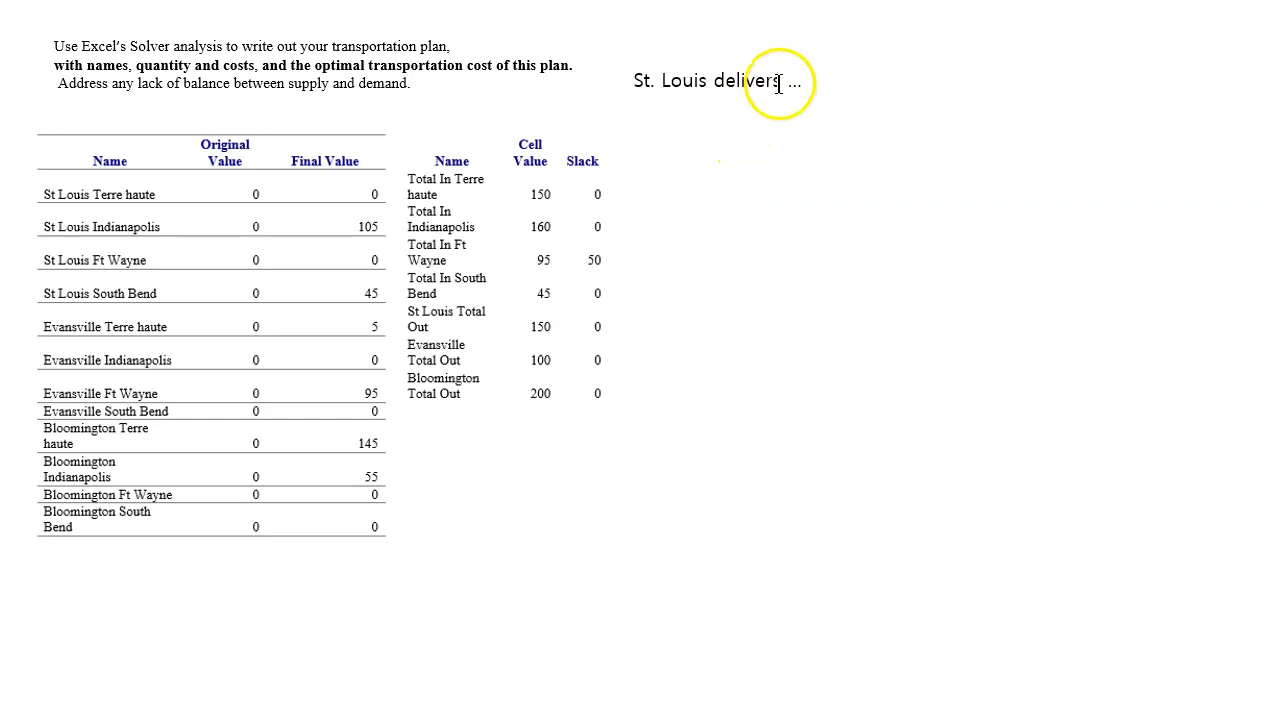 Use Excel's Solver analysis to write out your transportation plan,
with names, quantity and costs, and the optimal transportation cost of this plan.
Address any lack of balance between supply and demand.
St. Louis delivers ...
Original
Name Value Final Value
St Louis Terre haute 0 0
St Louis Indianapolis 0 105
St Louis Ft Wayne 0 0
St Louis South Bend 0 45
Evansville Terre haute 0 5
Evansville Indianapolis 0 0
Evansville Ft Wayne 0 95
Evansville South Bend 0 0
Bloomington Terre
haute 0 145
Bloomington
Indianapolis 0 55
Bloomington Ft Wayne 0 0
Bloomington South
Bend 0 0
Cell
Name Value Slack
Total In Terre
haute 150 0
Total In
Indianapolis 160 0
Total In Ft
Wayne 95 50
Total In South
Bend 45 0
St Louis Total
Out 150 0
Evansville
Total Out 100 0
Bloomington
Total Out 200 0